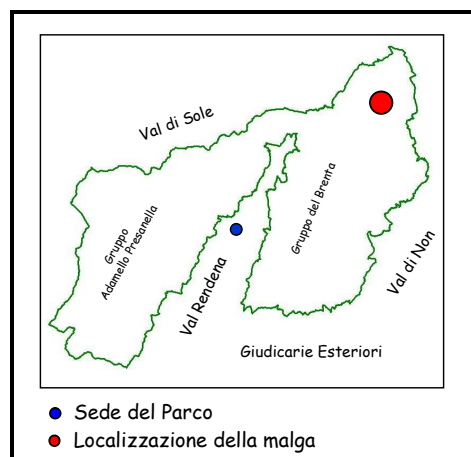 Val di Sole
Gruppo
Adamello Presanella
Val Rendena
Gruppo del Brenta
Val di Non
Giudicarie Esteriori
Sede del Parco
Localizzazione della malga